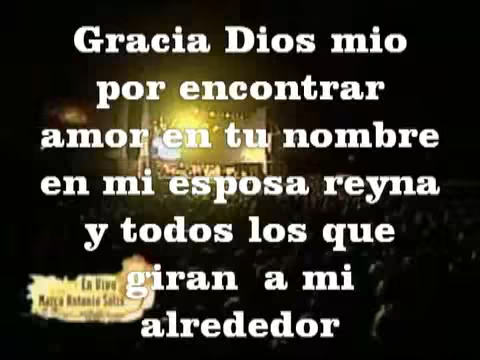 Gracia Dios mio
por encontrar
amor en tu nombre
en mi esposa reyna
y todos los que
giran a mi
alrededor
En Vivo
Marco Antonio Solis